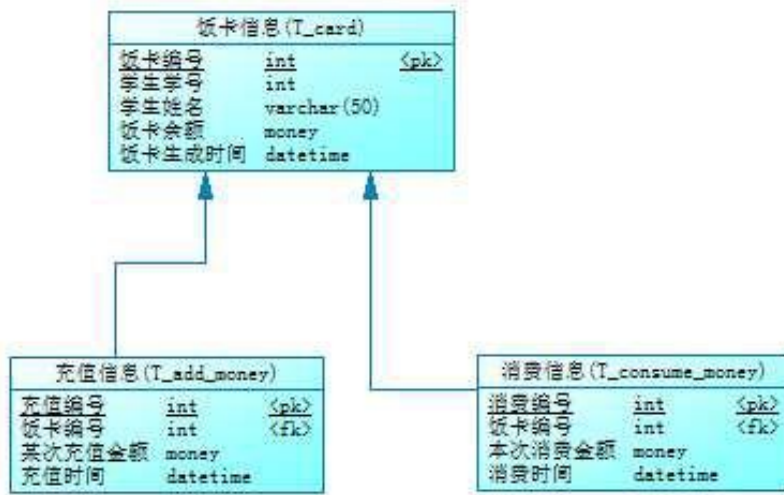 饭卡信息(T_card)
饭卡编号 int <pk>
学生学号 int
学生姓名 varchar(50)
饭卡余额 money
饭卡生成时间 datetime
充值信息(T_add_money)
充值编号 int <pk>
饭卡编号 int <fk>
某次充值金额 money
充值时间 datetime
消费信息(T_consume_money)
消费编号 int <pk>
饭卡编号 int <fk>
本次消费金额 money
消费时间 datetime